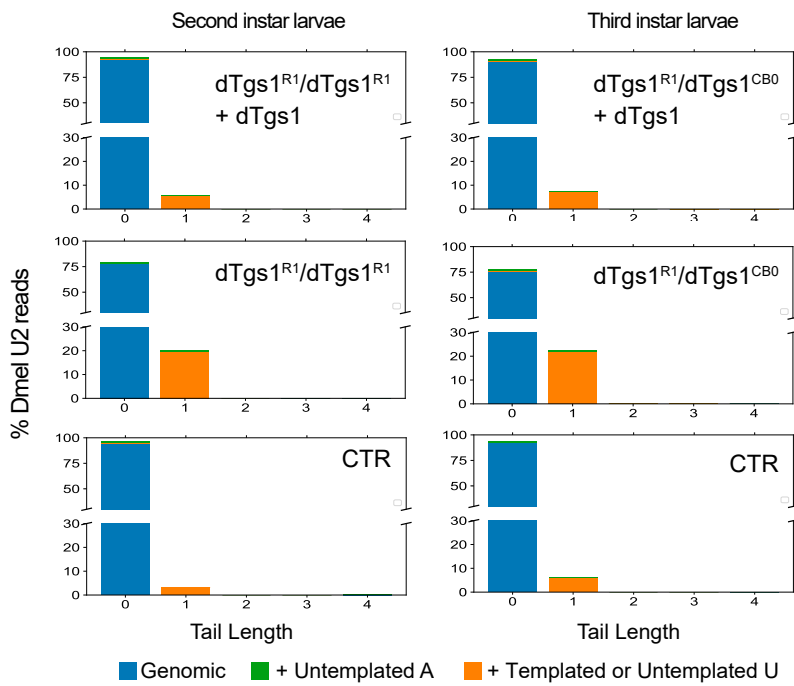 Second instar larvae
Third instar larvae
% Dmel U2 reads
100
75
50
30
20
10
0
0 1 2 3 4
dTgs1R1/dTgs1R1
+ dTgs1
100
75
50
30
20
10
0
0 1 2 3 4
dTgs1R1/dTgs1CB0
+ dTgs1
100
75
50
30
20
10
0
0 1 2 3 4
dTgs1R1/dTgs1R1
100
75
50
30
20
10
0
0 1 2 3 4
dTgs1R1/dTgs1CB0
100
75
50
30
20
10
0
0 1 2 3 4
CTR
100
75
50
30
20
10
0
0 1 2 3 4
CTR
Tail Length
Tail Length
Genomic + Untemplated A + Templated or Untemplated U